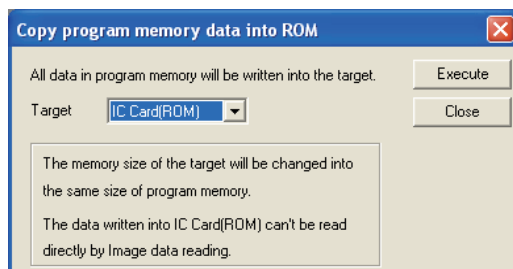 Copy program memory data into ROM
All data in program memory will be written into the target.
Execute
Target
IC Card(ROM)
Close
The memory size of the target will be changed into
the same size of program memory.
The data written into IC Card(ROM) can't be read
directly by Image data reading.